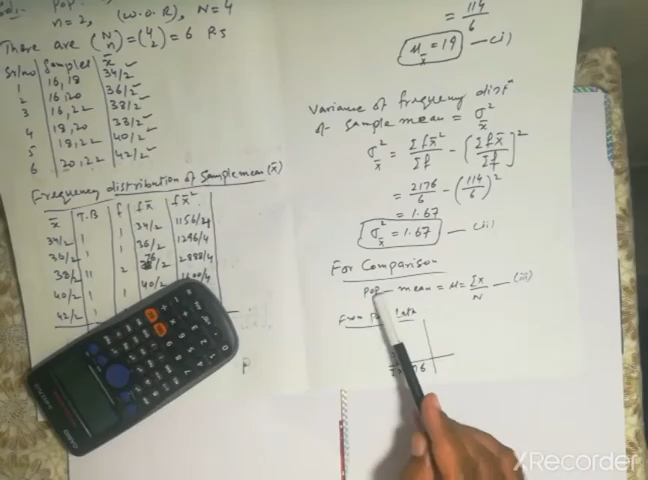 n=2, (W.O.R), N=4
There are (N n) = (4 2) = 6 RS
Sr/no Samples x̄
1 16,18 34/2
2 16,20 36/2
3 16,22 38/2
4 18,20 38/2
5 18,22 40/2
6 20,22 42/2
Frequency distribution of Sample mean (x̄)
x̄ T.B f fx̄ fx̄²
34/2 1 1 34/2 1156/4
36/2 1 1 36/2 1296/4
38/2 11 2 76/2 2888/4
40/2 1 1 40/2 1600/4
42/2 1
= 114/6
μx̄ = 19 —(i)
Variance of frequency distⁿ
of sample mean = σ²x̄
σ²x̄ = Σfx̄²/Σf - [Σfx̄/Σf]²
= 2176/6 - (114/6)²
= 1.67
σ²x̄ = 1.67 —(ii)
For Comparison
Pop mean = μ = Σx/N —(iii)
From
76
P
CASIO
XRecorder